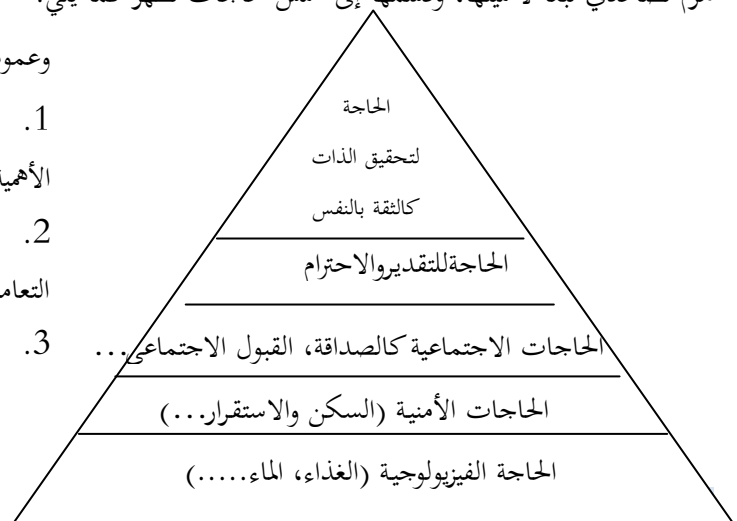 وعمو
.1
الأهمية
.2
التعام
.3
الحاجة
لتحقيق الذات
كالثقة بالنفس
الحاجةللتقديروالاحترام
الحاجات الاجتماعية كالصداقة، القبول الاجتماعي...
الحاجات الأمنية (السكن والاستقرار...)
الحاجة الفيزيولوجية (الغذاء، الماء.....)